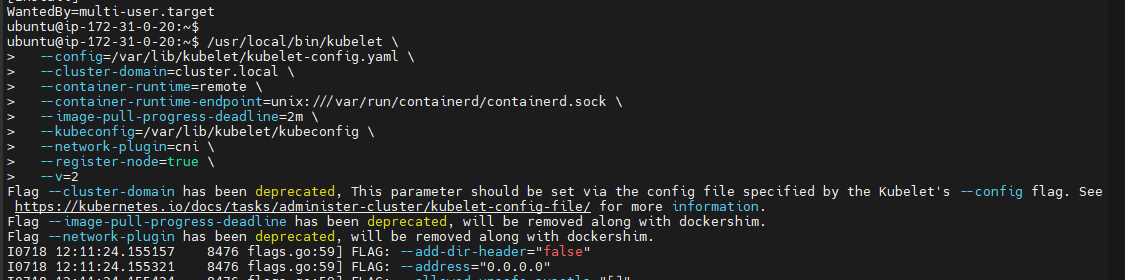 WantedBy=multi-user.target
ubuntu@ip-172-31-0-20:~$
ubuntu@ip-172-31-0-20:~$ /usr/local/bin/kubelet \
>   --config=/var/lib/kubelet/kubelet-config.yaml \
>   --cluster-domain=cluster.local \
>   --container-runtime=remote \
>   --container-runtime-endpoint=unix:///var/run/containerd/containerd.sock \
>   --image-pull-progress-deadline=2m \
>   --kubeconfig=/var/lib/kubelet/kubeconfig \
>   --network-plugin=cni \
>   --register-node=true \
>   --v=2
Flag --cluster-domain has been deprecated, This parameter should be set via the config file specified by the Kubelet's --config flag. See
https://kubernetes.io/docs/tasks/administer-cluster/kubelet-config-file/ for more information.
Flag --image-pull-progress-deadline has been deprecated, will be removed along with dockershim.
Flag --network-plugin has been deprecated, will be removed along with dockershim.
I0718 12:11:24.155157    8476 flags.go:59] FLAG: --add-dir-header="false"
I0718 12:11:24.155321    8476 flags.go:59] FLAG: --address="0.0.0.0"